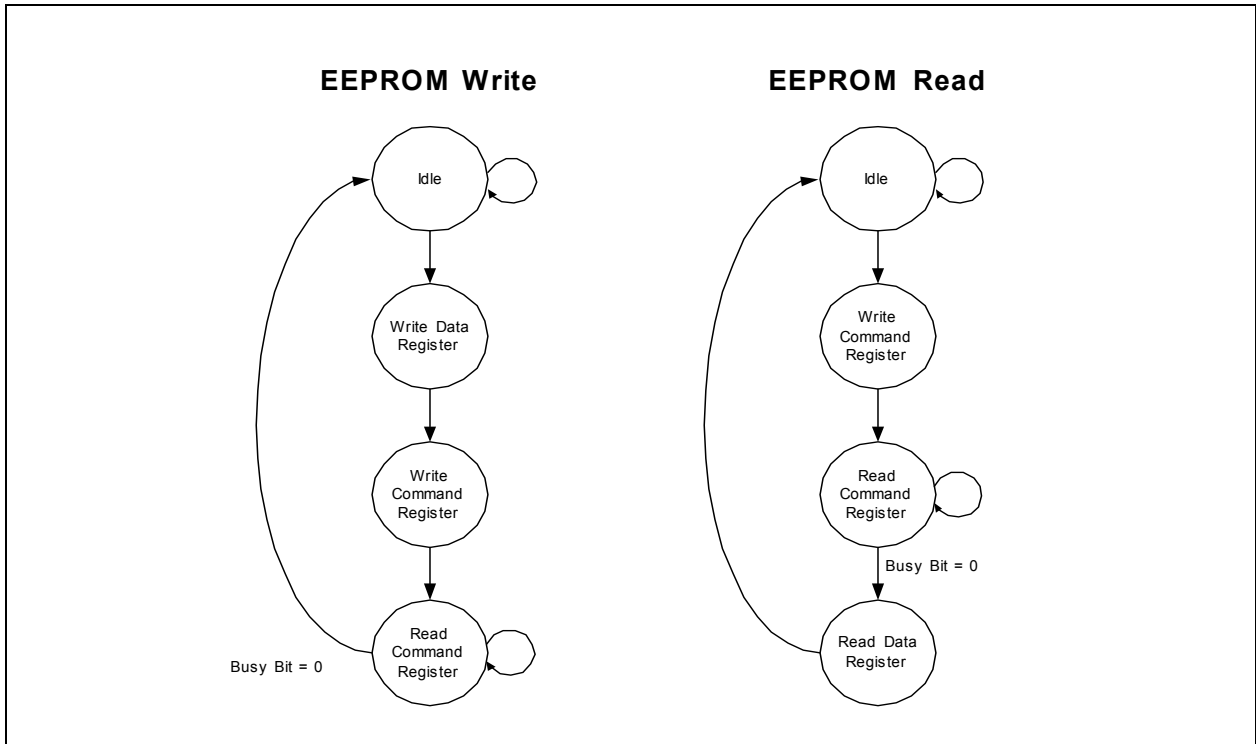 EEPROM Write
Idle
Write Data
Register
Write
Command
Register
Read
Command
Register
Busy Bit = 0
EEPROM Read
Idle
Write
Command
Register
Read
Command
Register
Busy Bit = 0
Read Data
Register